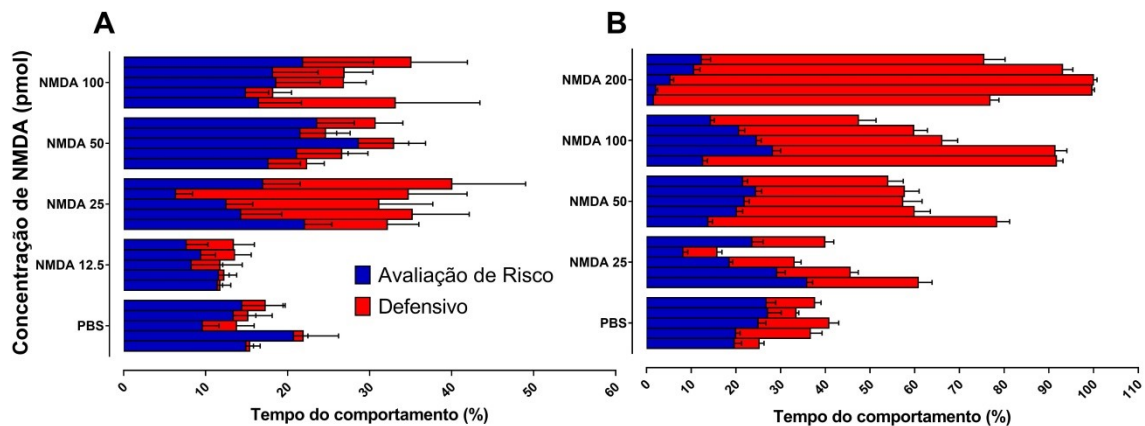 A
Concentração de NMDA (pmol)
NMDA 100
NMDA 50
NMDA 25
NMDA 12.5
PBS
Avaliação de Risco
Defensivo
0 10 20 30 40 50 60
Tempo do comportamento (%)
B
NMDA 200
NMDA 100
NMDA 50
NMDA 25
PBS
0 10 20 30 40 50 60 70 80 90 100 110
Tempo do comportamento (%)